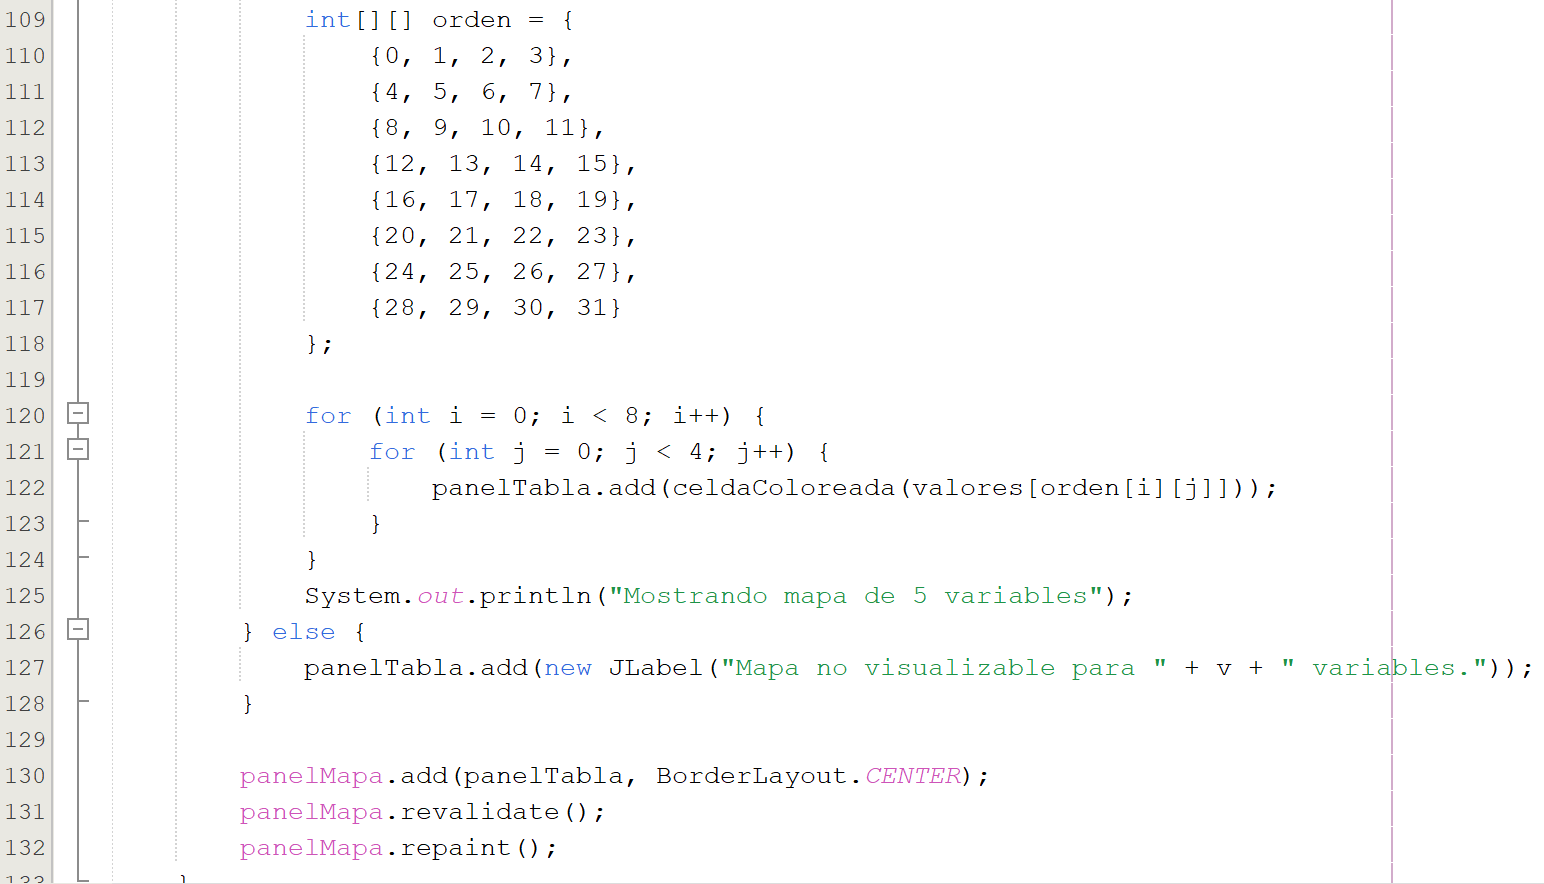 109 int[][] orden = {
110 {0, 1, 2, 3},
111 {4, 5, 6, 7},
112 {8, 9, 10, 11},
113 {12, 13, 14, 15},
114 {16, 17, 18, 19},
115 {20, 21, 22, 23},
116 {24, 25, 26, 27},
117 {28, 29, 30, 31}
118 };
119
120 for (int i = 0; i < 8; i++) {
121 for (int j = 0; j < 4; j++) {
122 panelTabla.add(celdaColoreada(valores[orden[i][j]]));
123 }
124 }
125 System.out.println("Mostrando mapa de 5 variables");
126 } else {
127 panelTabla.add(new JLabel("Mapa no visualizable para " + v + " variables."));
128 }
129
130 panelMapa.add(panelTabla, BorderLayout.CENTER);
131 panelMapa.revalidate();
132 panelMapa.repaint();